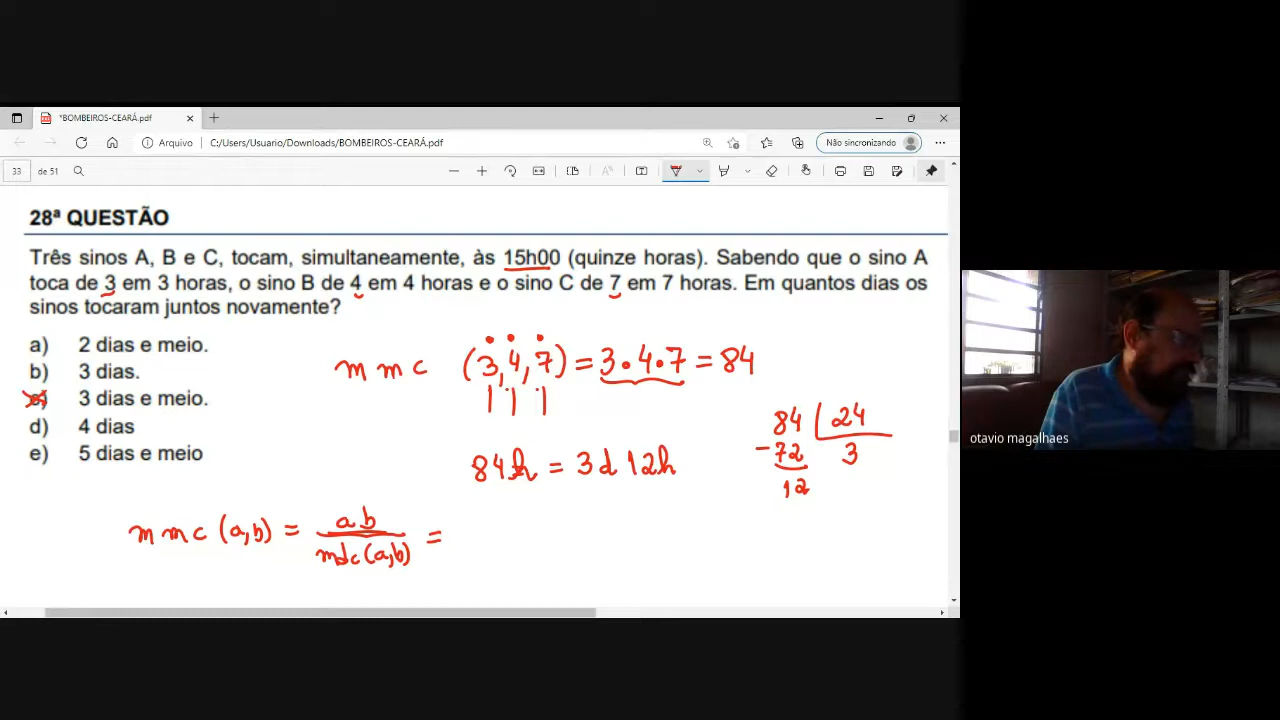 *BOMBEIROS-CEARÁ.pdf
Arquivo C:/Users/Usuario/Downloads/BOMBEIROS-CEARÁ.pdf Não sincronizando
33 de 51
28ª QUESTÃO
Três sinos A, B e C, tocam, simultaneamente, às 15h00 (quinze horas). Sabendo que o sino A
toca de 3 em 3 horas, o sino B de 4 em 4 horas e o sino C de 7 em 7 horas. Em quantos dias os
sinos tocaram juntos novamente?
a) 2 dias e meio.
b) 3 dias.
c) 3 dias e meio.
d) 4 dias
e) 5 dias e meio
mmc (3,4,7) = 3.4.7 = 84
84 24
-72 3
12
84h = 3d 12h
mmc (a,b) = ab
mdc(a,b) =
otavio magalhaes